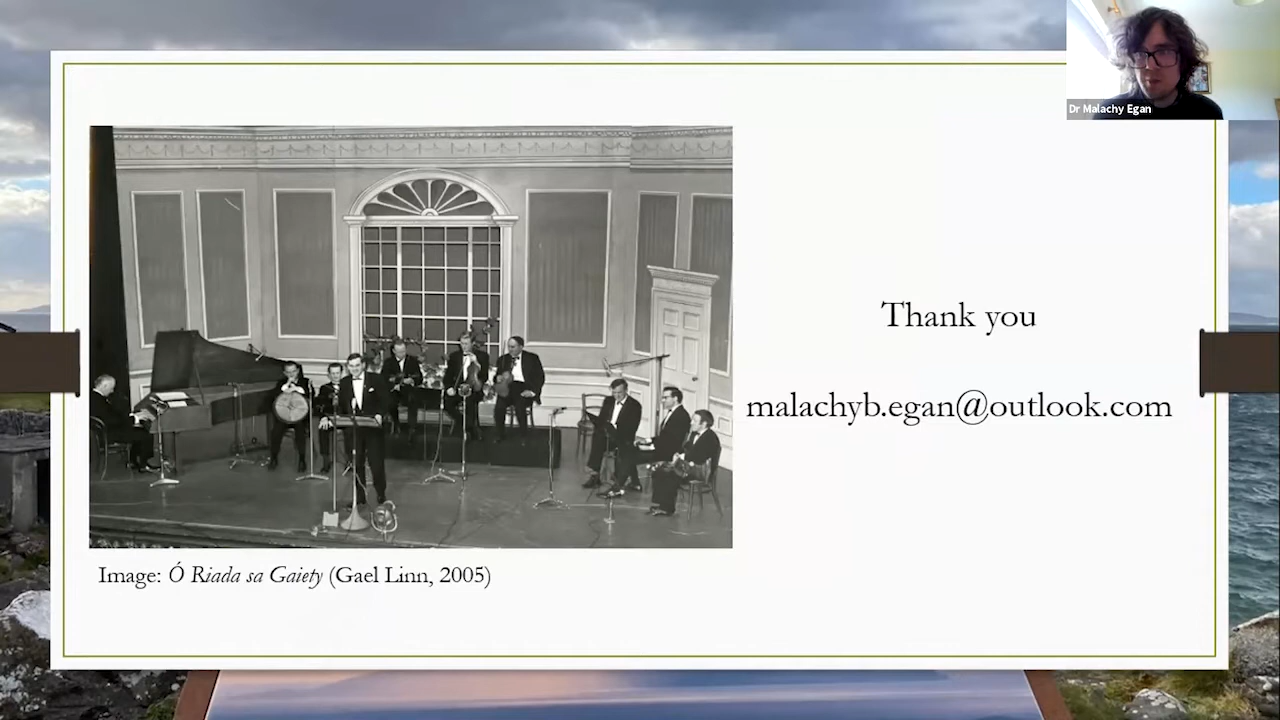 Dr Malachy Egan
Thank you
malachyb.egan@outlook.com
Image: Ó Riada sa Gaiety (Gael Linn, 2005)